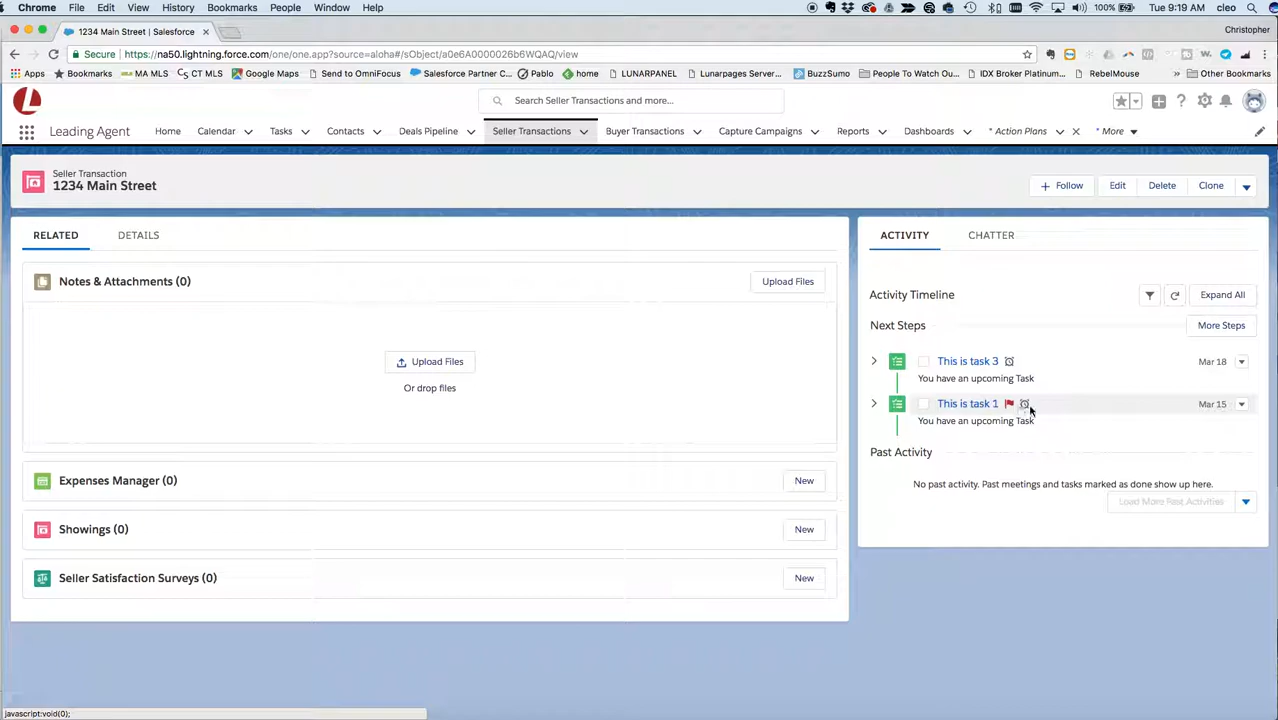 Chrome File Edit View History Bookmarks People Window Help 100% Tue 9:19 AM cleo
1234 Main Street | Salesforce Christopher
Secure https://na50.lightning.force.com/one/one.app?source=aloha#/sObject/a0e6A0000026b6WQAQ/view
Apps Bookmarks MA MLS CT MLS Google Maps Send to OmniFocus Salesforce Partner C... Pablo home LUNARPANEL Lunarpages Server... BuzzSumo People To Watch Ou... IDX Broker Platinum... RebelMouse » Other Bookmarks
Search Seller Transactions and more...
Leading Agent Home Calendar Tasks Contacts Deals Pipeline Seller Transactions Buyer Transactions Capture Campaigns Reports Dashboards * Action Plans * More
Seller Transaction
1234 Main Street
+ Follow Edit Delete Clone
RELATED DETAILS
Notes & Attachments (0) Upload Files
Upload Files
Or drop files
Expenses Manager (0) New
Showings (0) New
Seller Satisfaction Surveys (0) New
ACTIVITY CHATTER
Activity Timeline Expand All
Next Steps More Steps
This is task 3 Mar 18
You have an upcoming Task
This is task 1 Mar 15
You have an upcoming Task
Past Activity
No past activity. Past meetings and tasks marked as done show up here.
Load More Past Activities
javascript:void(0);